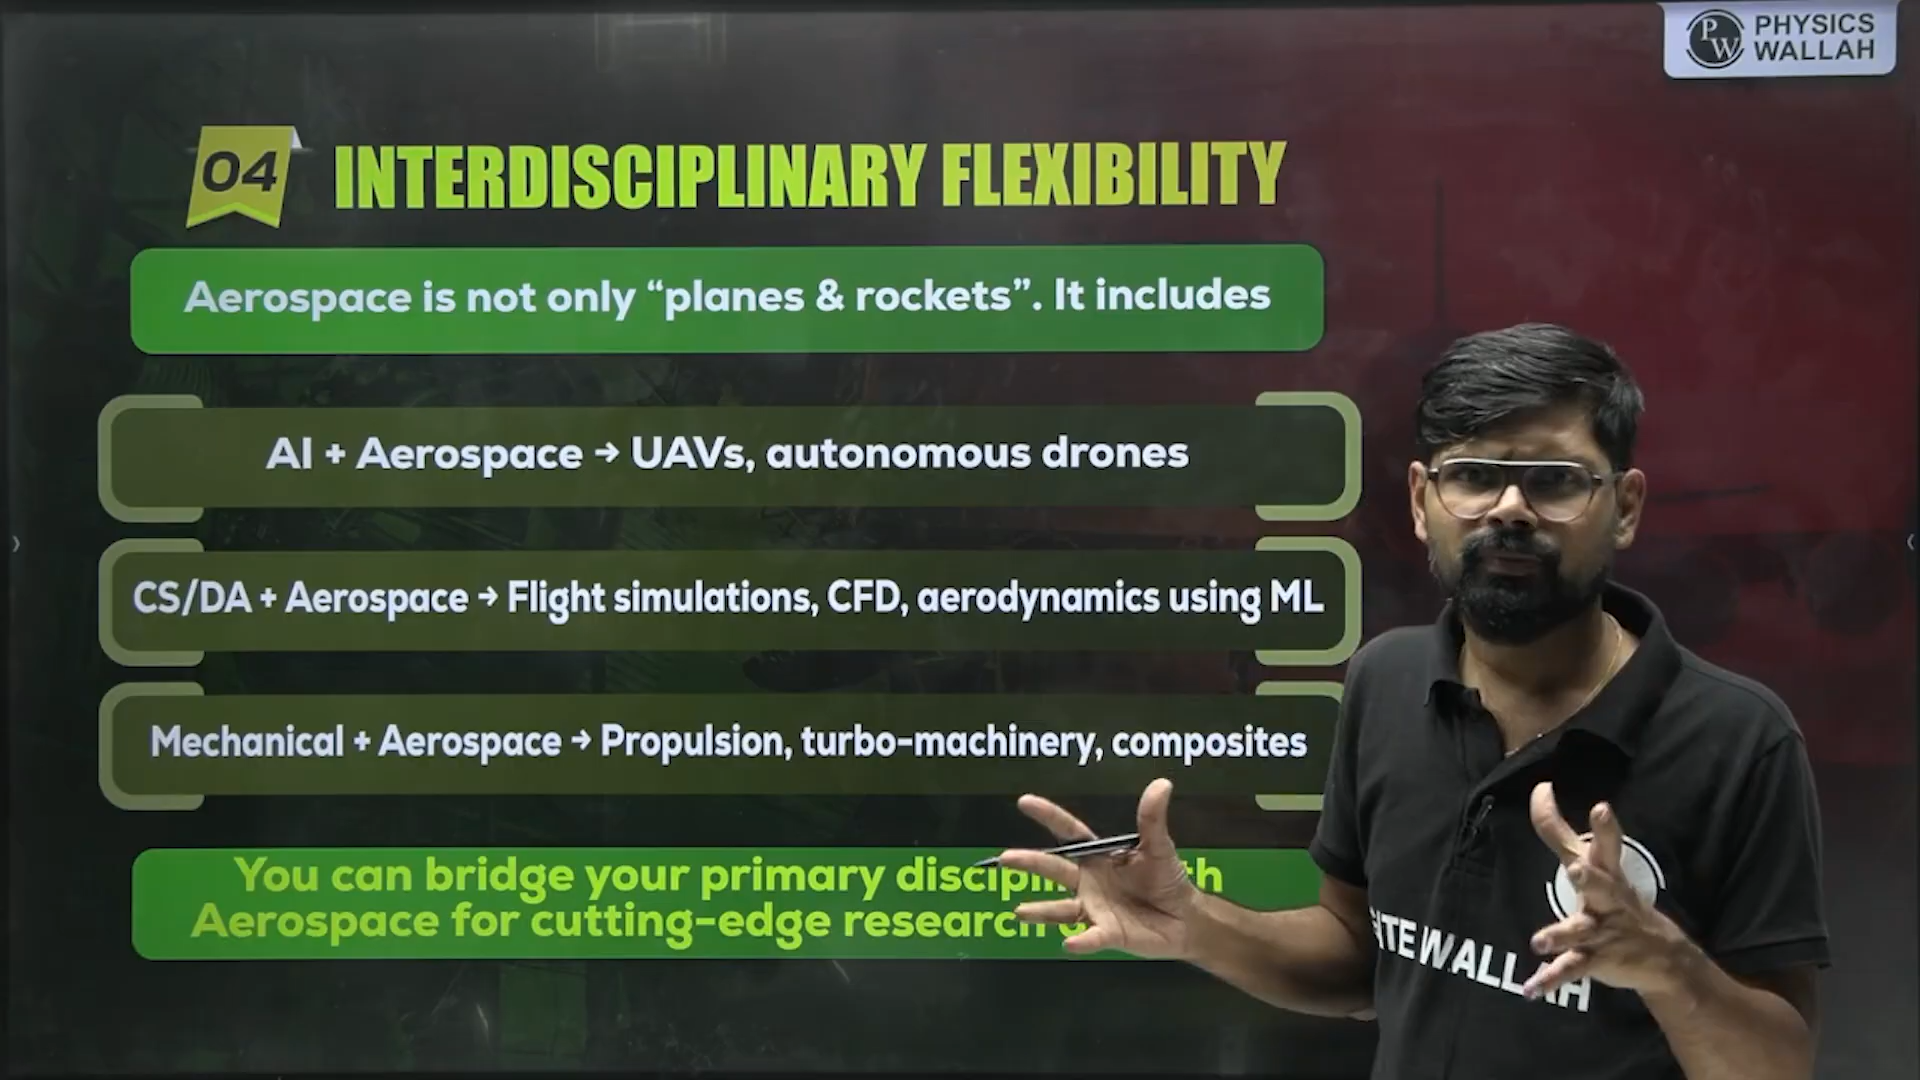 PHYSICS
WALLAH
PW
04
INTERDISCIPLINARY FLEXIBILITY
Aerospace is not only “planes & rockets”. It includes
AI + Aerospace → UAVs, autonomous drones
CS/DA + Aerospace → Flight simulations, CFD, aerodynamics using ML
Mechanical + Aerospace → Propulsion, turbo-machinery, composites
You can bridge your primary
Aerospace for cutting-edge research
WALLAH